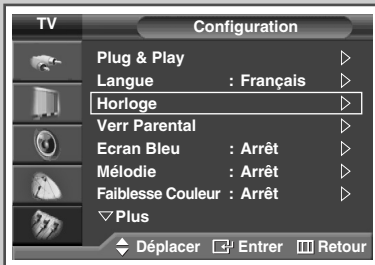 TV
Configuration
Plug & Play
Langue : Français
Horloge
Verr Parental
Ecran Bleu : Arrêt
Mélodie : Arrêt
Faiblesse Couleur : Arrêt
▽Plus
Déplacer Entrer Retour